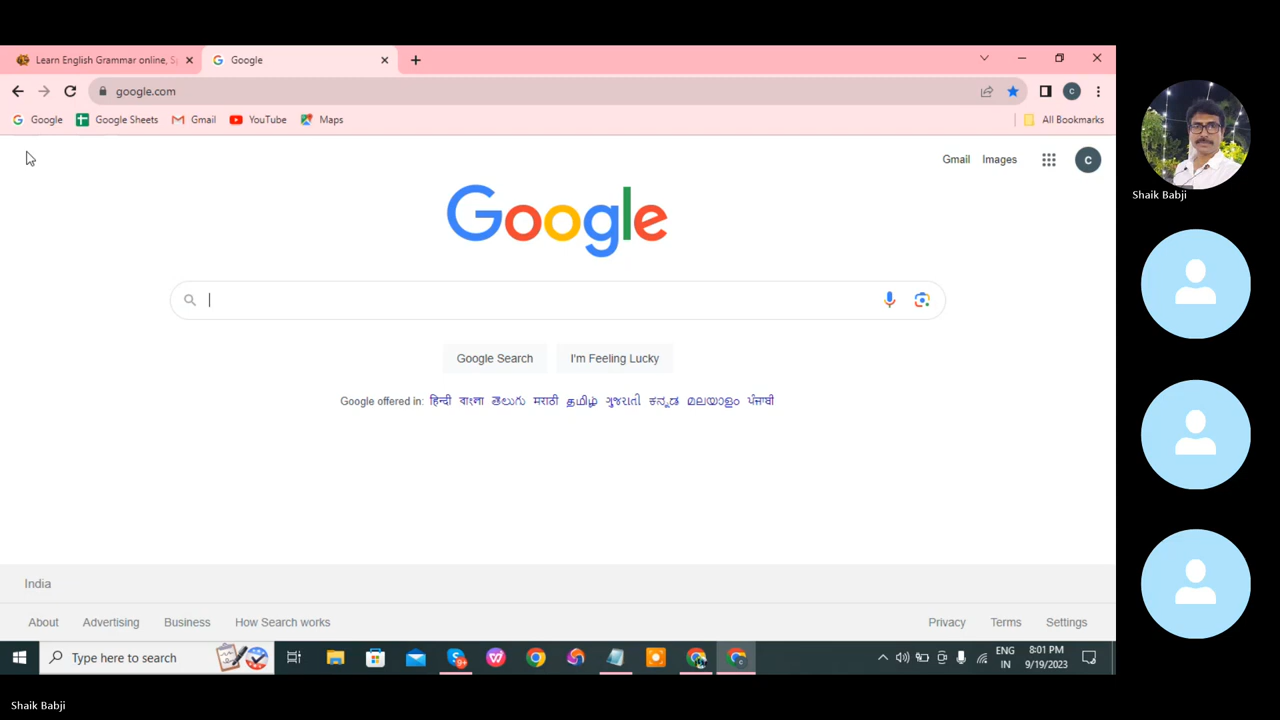 Learn English Grammar online, S
Google
google.com
Google
Google Sheets
Gmail
YouTube
Maps
All Bookmarks
Gmail
Images
C
Google
Google Search
I'm Feeling Lucky
Google offered in: हिन्दी বাংলা తెలుగు मराठी தமிழ் ગુજરાતી ಕನ್ನಡ മലയാളം ਪੰਜਾਬੀ
India
About
Advertising
Business
How Search works
Privacy
Terms
Settings
Type here to search
ENG
IN
8:01 PM
9/19/2023
Shaik Babji
Shaik Babji